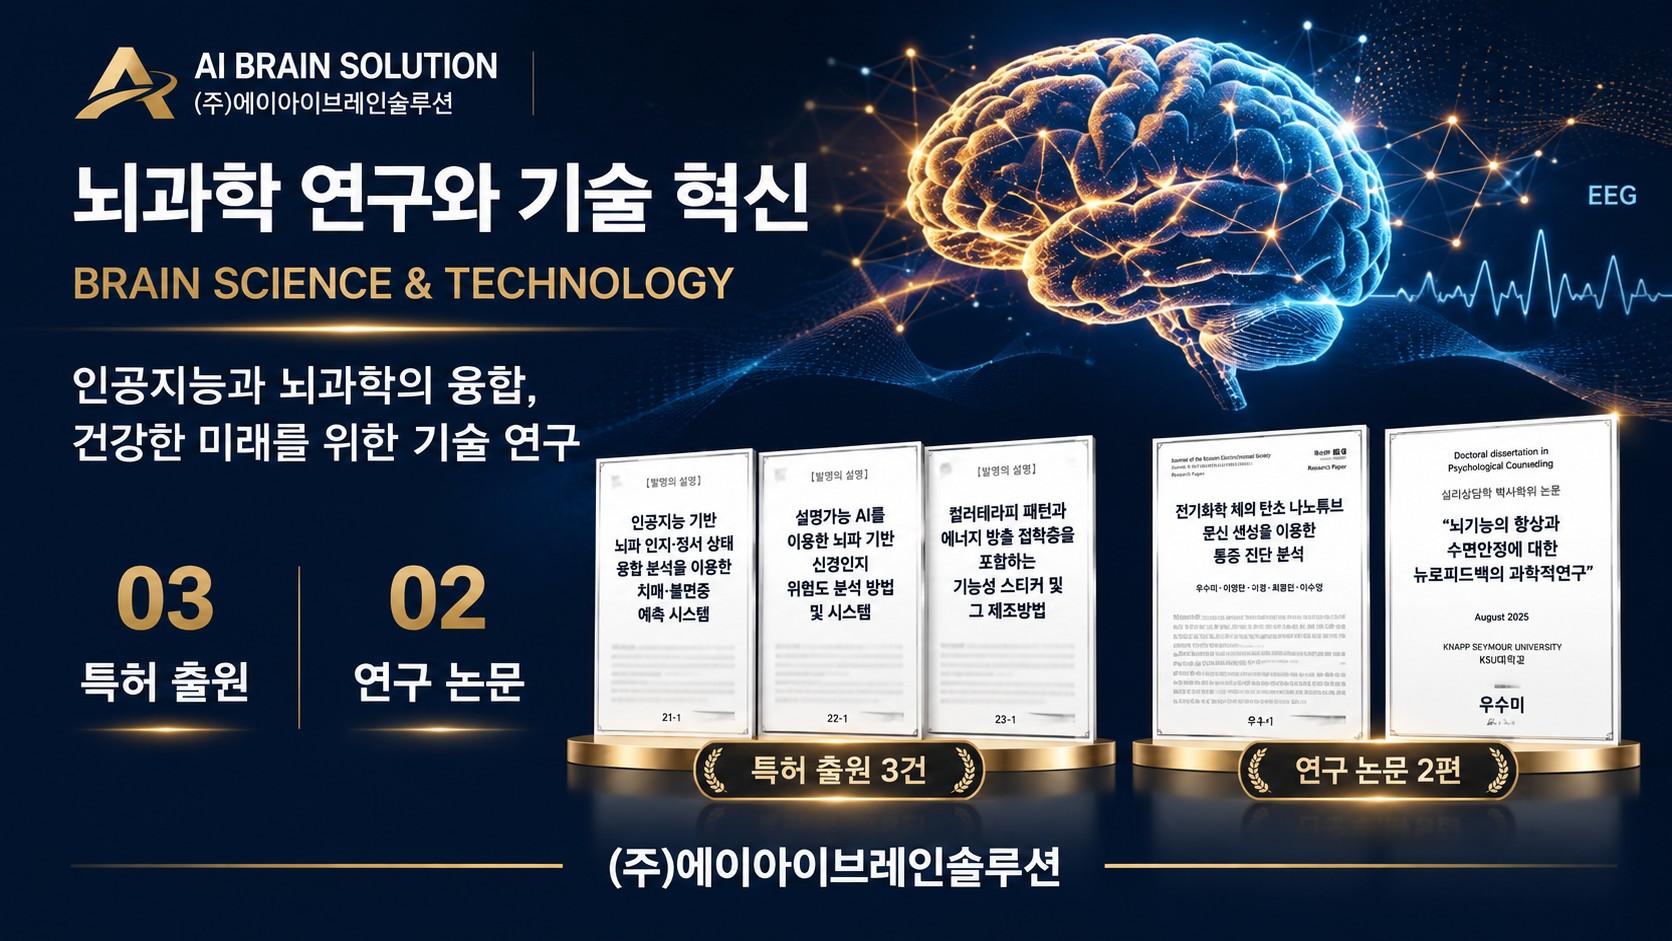 AI BRAIN SOLUTION
(주)에이아이브레인술루션
뇌과학 연구와 기술 혁신
BRAIN SCIENCE & TECHNOLOGY
인공지능과 뇌과학의 융합,
건강한 미래를 위한 기술 연구
EEG
03
특허 출원
02
연구 논문
[발명의 설명]
인공지능 기반
뇌파 인지·정서 상태
융합 분석을 이용한
치매·불면증
예측 시스템
21-1
[발명의 설명]
설명가능 AI를
이용한 뇌파 기반
신경인지
위험도 분석 방법
및 시스템
22-1
[발명의 설명]
컬러테라피 패턴과
에너지 방출 접학층을
포함하는
기능성 스티커 및
그 제조방법
23-1
특허 출원 3건
Research Paper
전기화학 체의 탄초 나노튜브
문신 샌성을 이용한
통증 진단 분석
Doctoral dissertation in
Psychological Counseding
심리상담학 박사학위 논문
“뇌기능의 항상과
수면안정에 대한
뉴로피드백의 과학적연구”
August 2025
KNAPP SEYMOUR UNIVERSITY
우수미
연구 논문 2편
(주)에이아이브레인솔루션